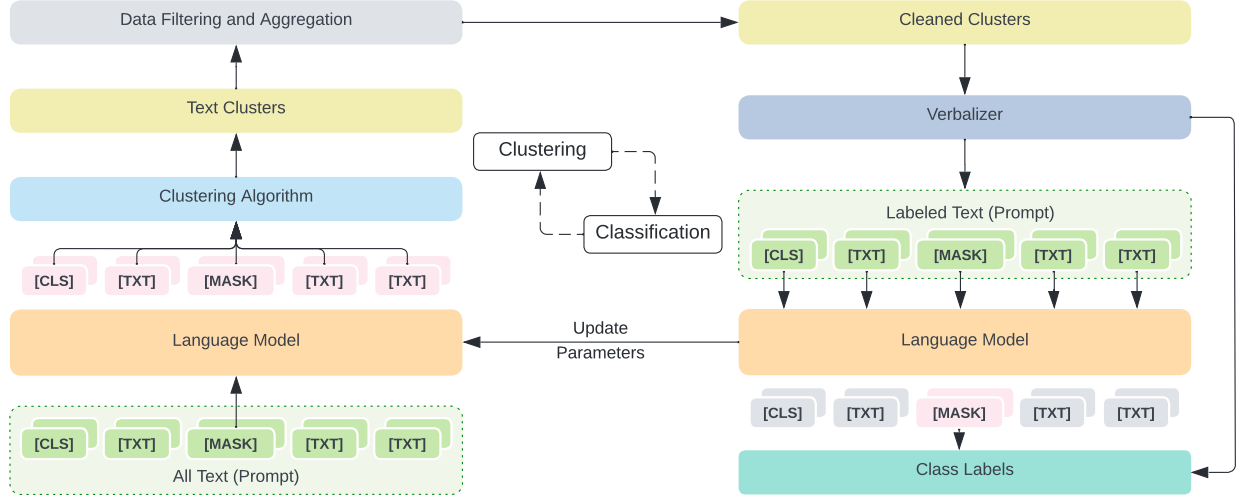 Data Filtering and Aggregation
Text Clusters
Clustering Algorithm
[CLS] [TXT] [MASK] [TXT] [TXT]
Language Model
[CLS] [TXT] [MASK] [TXT] [TXT]
All Text (Prompt)
Clustering
Classification
Update
Parameters
Cleaned Clusters
Verbalizer
Labeled Text (Prompt)
[CLS] [TXT] [MASK] [TXT] [TXT]
Language Model
[CLS] [TXT] [MASK] [TXT] [TXT]
Class Labels